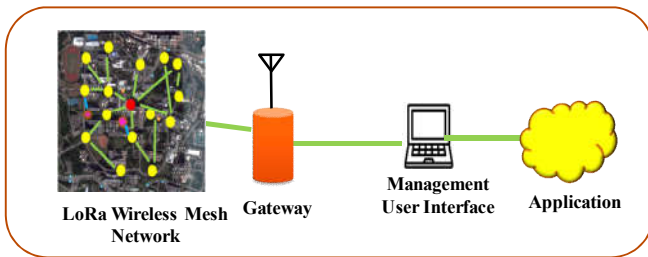 LoRa Wireless Mesh
Network
Gateway
Management
User Interface
Application